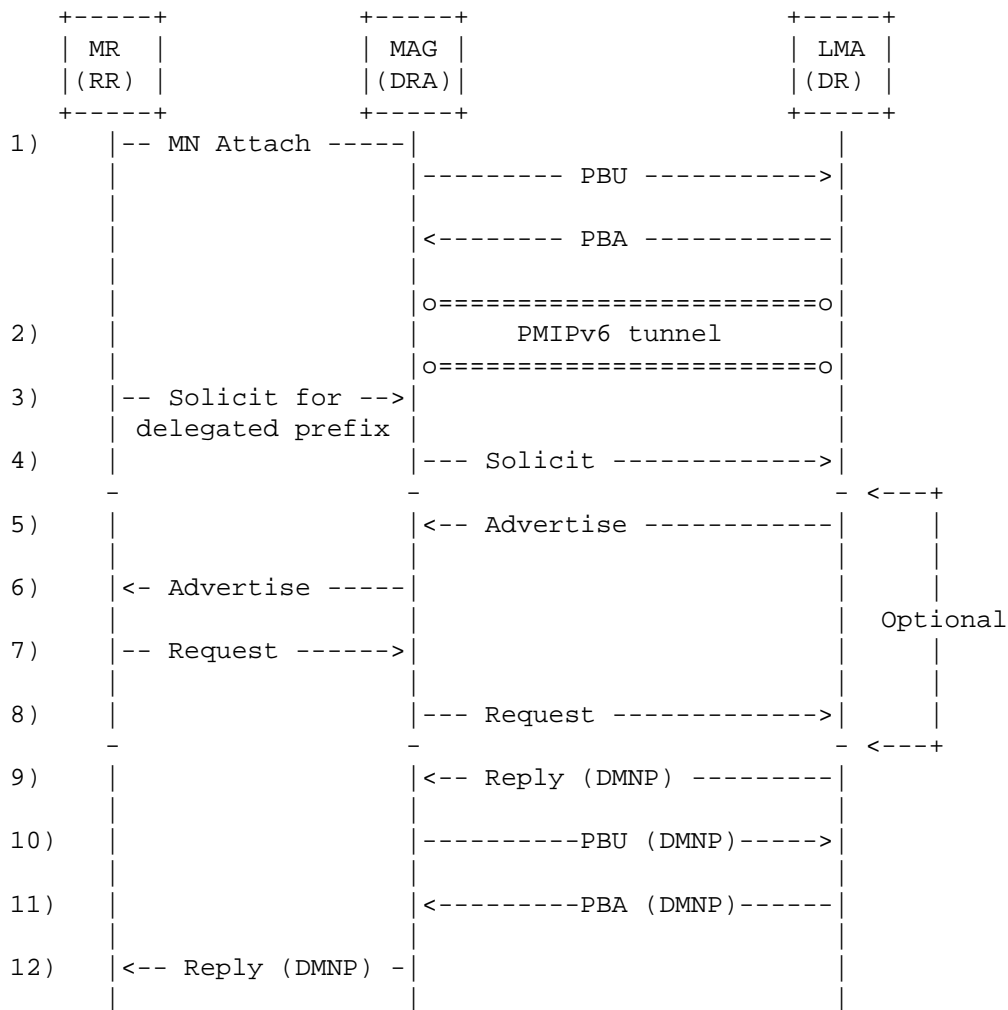 MR MAG LMA
(RR) (DRA) (DR)
1) -- MN Attach -----
--------- PBU ----------->
<-------- PBA ------------
o========================o
2) PMIPv6 tunnel
o========================o
3) -- Solicit for -->
delegated prefix
4) --- Solicit ------------->
<---+
5) <-- Advertise ------------
6) <- Advertise -----
Optional
7) -- Request ------>
8) --- Request ------------->
<---+
9) <-- Reply (DMNP) ---------
10) ----------PBU (DMNP)----->
11) <---------PBA (DMNP)------
12) <-- Reply (DMNP) -